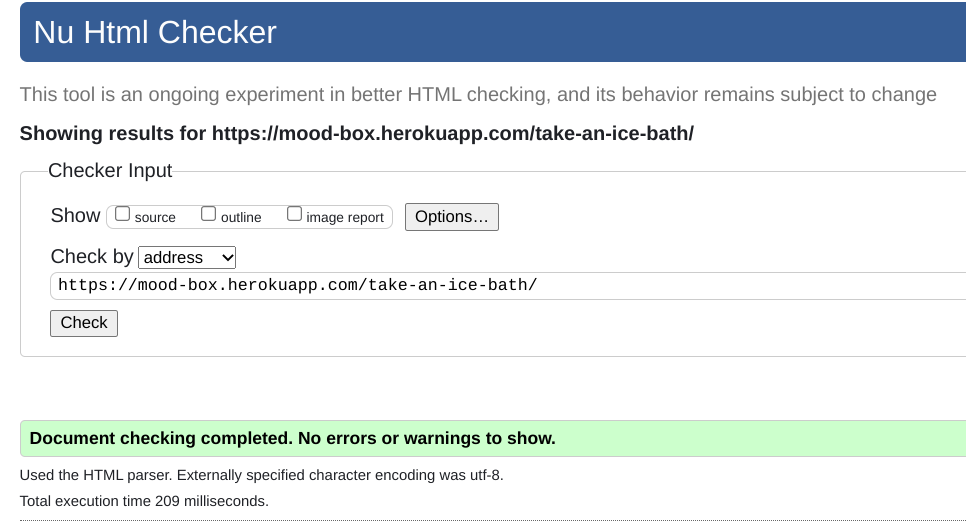 Nu Html Checker
This tool is an ongoing experiment in better HTML checking, and its behavior remains subject to change
Showing results for https://mood-box.herokuapp.com/take-an-ice-bath/
Checker Input
Show source outline image report Options…
Check by address
https://mood-box.herokuapp.com/take-an-ice-bath/
Check
Document checking completed. No errors or warnings to show.
Used the HTML parser. Externally specified character encoding was utf-8.
Total execution time 209 milliseconds.